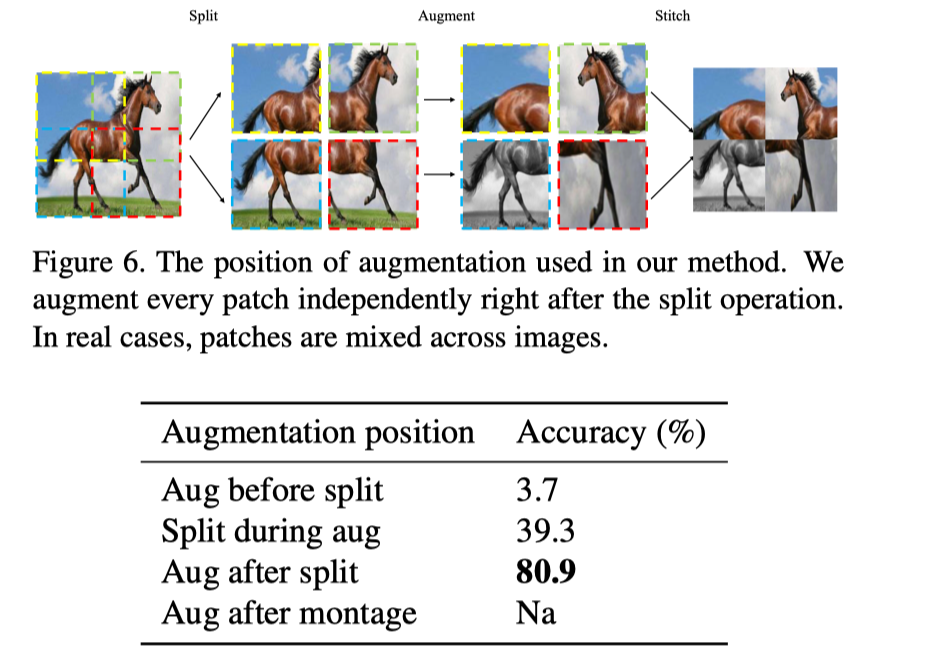 Split Augment Stitch
Figure 6. The position of augmentation used in our method. We
augment every patch independently right after the split operation.
In real cases, patches are mixed across images.
Augmentation position Accuracy (%)
Aug before split 3.7
Split during aug 39.3
Aug after split 80.9
Aug after montage Na